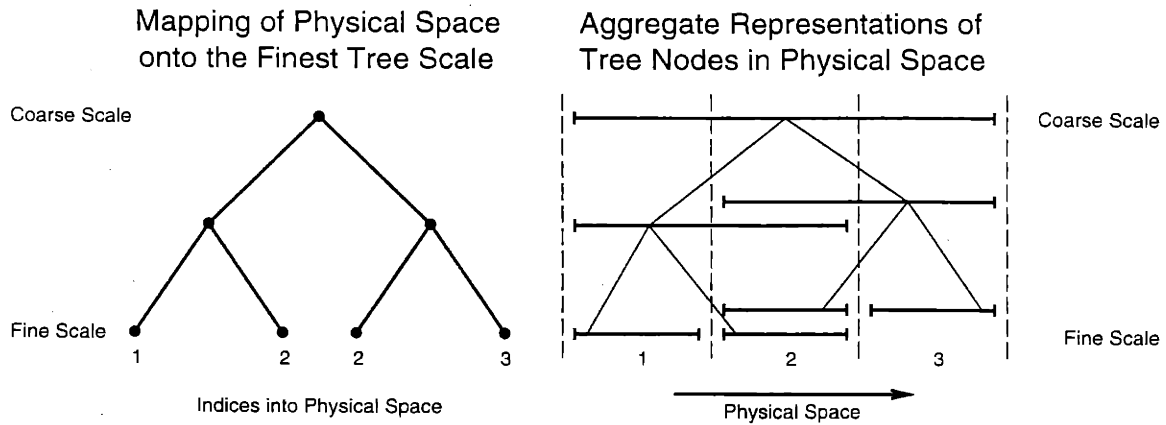 Mapping of Physical Space
onto the Finest Tree Scale
Coarse Scale
Fine Scale
1 2 2 3
Indices into Physical Space
Aggregate Representations of
Tree Nodes in Physical Space
Coarse Scale
Fine Scale
1 2 3
Physical Space